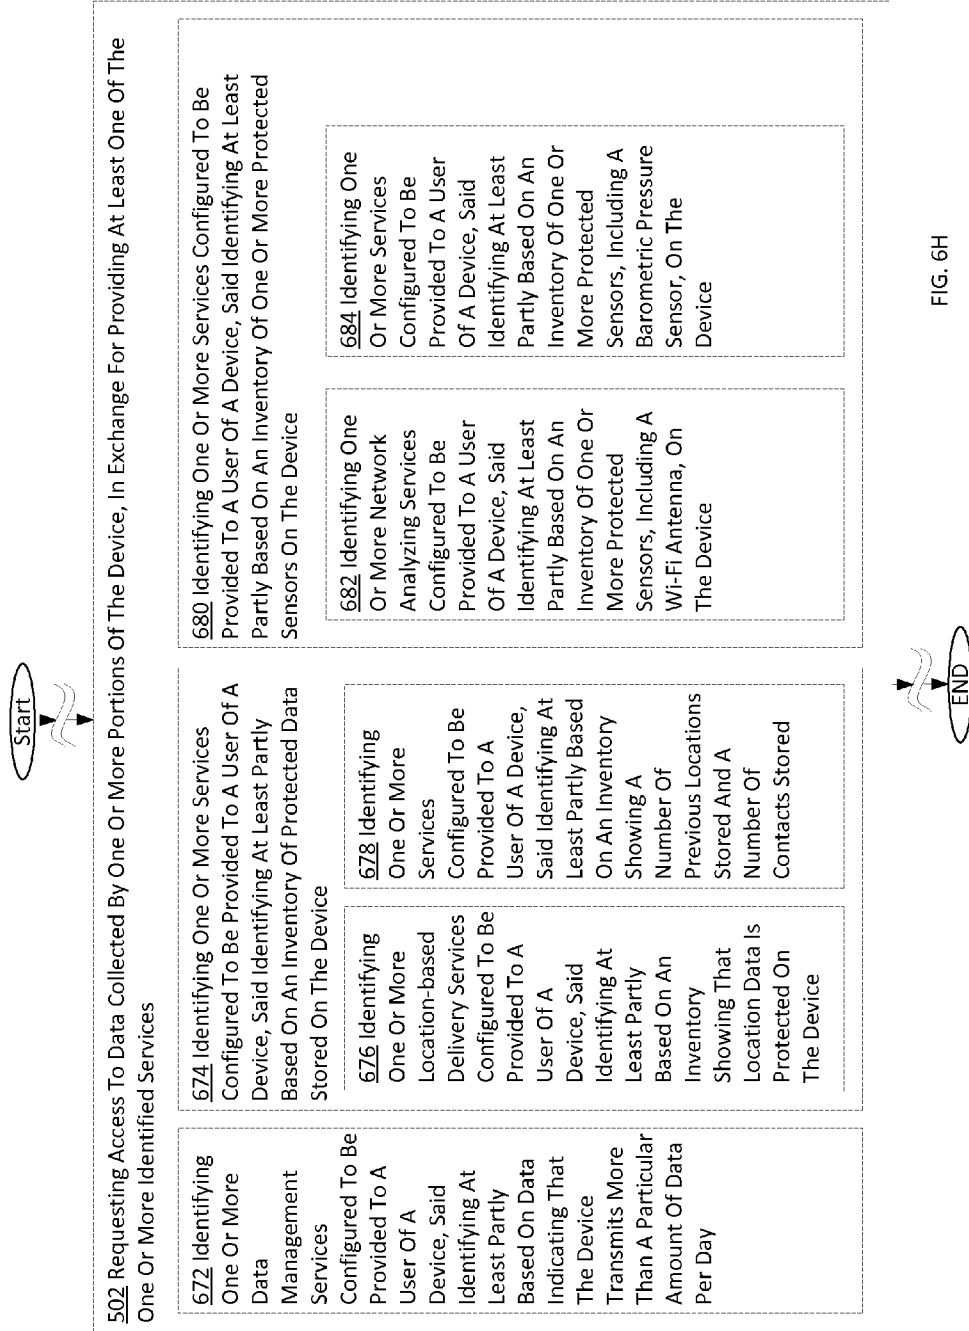 Start
502 Requesting Access To Data Collected By One Or More Portions Of The Device, In Exchange For Providing At Least One Of The
One Or More Identified Services
672 Identifying
One Or More
Data
Management
Services
Configured To Be
Provided To A
User Of A
Device, Said
Identifying At
Least Partly
Based On Data
Indicating That
The Device
Transmits More
Than A Particular
Amount Of Data
Per Day
674 Identifying One Or More Services
Configured To Be Provided To A User Of A
Device, Said Identifying At Least Partly
Based On An Inventory Of Protected Data
Stored On The Device
676 Identifying
One Or More
Location-based
Delivery Services
Configured To Be
Provided To A
User Of A
Device, Said
Identifying At
Least Partly
Based On An
Inventory
Showing That
Location Data Is
Protected On
The Device
678 Identifying
One Or More
Services
Configured To Be
Provided To A
User Of A Device,
Said Identifying At
Least Partly Based
On An Inventory
Showing A
Number Of
Previous Locations
Stored And A
Number Of
Contacts Stored
680 Identifying One Or More Services Configured To Be
Provided To A User Of A Device, Said Identifying At Least
Partly Based On An Inventory Of One Or More Protected
Sensors On The Device
682 Identifying One
Or More Network
Analyzing Services
Configured To Be
Provided To A User
Of A Device, Said
Identifying At Least
Partly Based On An
Inventory Of One Or
More Protected
Sensors, Including A
Wi-Fi Antenna, On
The Device
684 Identifying One
Or More Services
Configured To Be
Provided To A User
Of A Device, Said
Identifying At Least
Partly Based On An
Inventory Of One Or
More Protected
Sensors, Including A
Barometric Pressure
Sensor, On The
Device
END
FIG. 6H